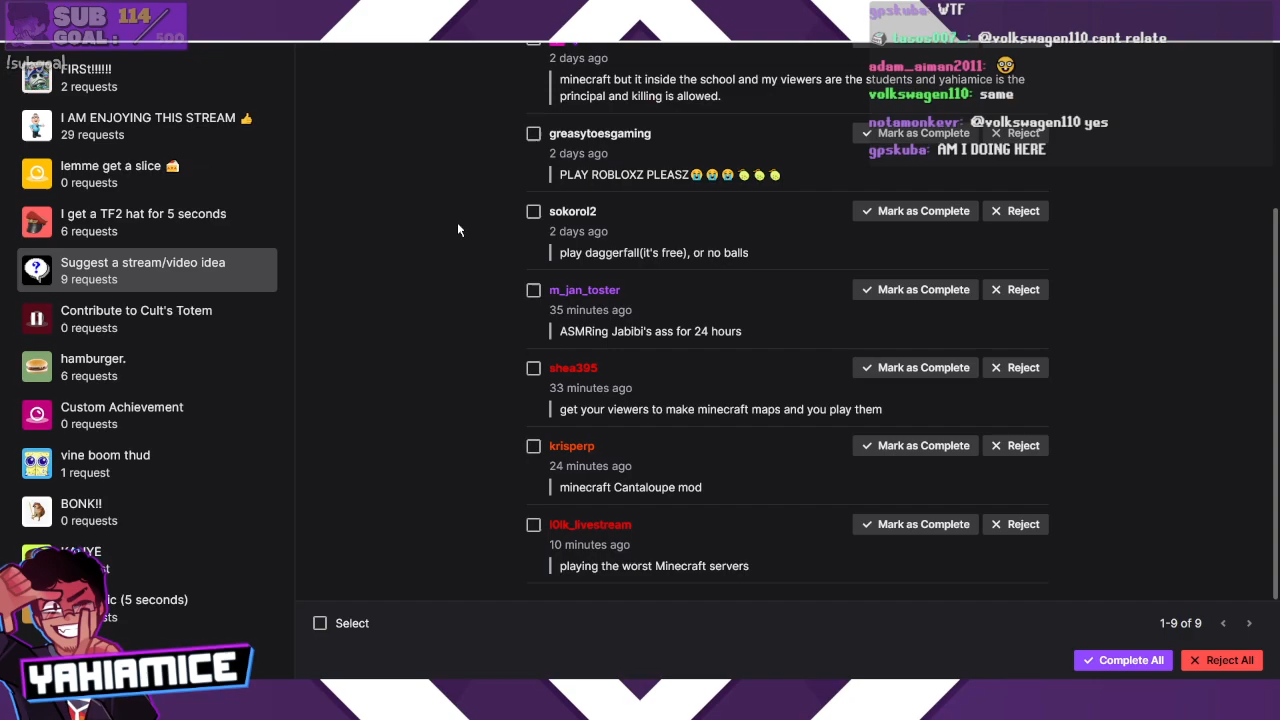 SUB 114
GOAL: / 500
!subgoal
FIRSt!!!!!!
2 requests
I AM ENJOYING THIS STREAM 👍
29 requests
lemme get a slice 🍰
0 requests
I get a TF2 hat for 5 seconds
6 requests
Suggest a stream/video idea
9 requests
Contribute to Cult's Totem
0 requests
hamburger.
6 requests
Custom Achievement
0 requests
vine boom thud
1 request
BONK!!
0 requests
KANYE
(5 seconds)
YAHIAMICE
2 days ago
minecraft but it inside the school and my viewers are the students and yahiamice is the
principal and killing is allowed.
greasytoesgaming
Mark as Complete
Reject
2 days ago
PLAY ROBLOXZ PLEASZ😭😭😭🍋🍋🍋
sokorol2
Mark as Complete
Reject
2 days ago
play daggerfall(it's free), or no balls
m_jan_toster
Mark as Complete
Reject
35 minutes ago
ASMRing Jabibi's ass for 24 hours
shea395
Mark as Complete
Reject
33 minutes ago
get your viewers to make minecraft maps and you play them
krisperp
Mark as Complete
Reject
24 minutes ago
minecraft Cantaloupe mod
l0lk_livestream
Mark as Complete
Reject
10 minutes ago
playing the worst Minecraft servers
Select
1-9 of 9
Complete All
Reject All
gpskuba: WTF
tacos007_: @volkswagen110 cant relate
adam_aiman2011: 🤓
volkswagen110: same
notamonkevr: @volkswagen110 yes
gpskuba: AM I DOING HERE